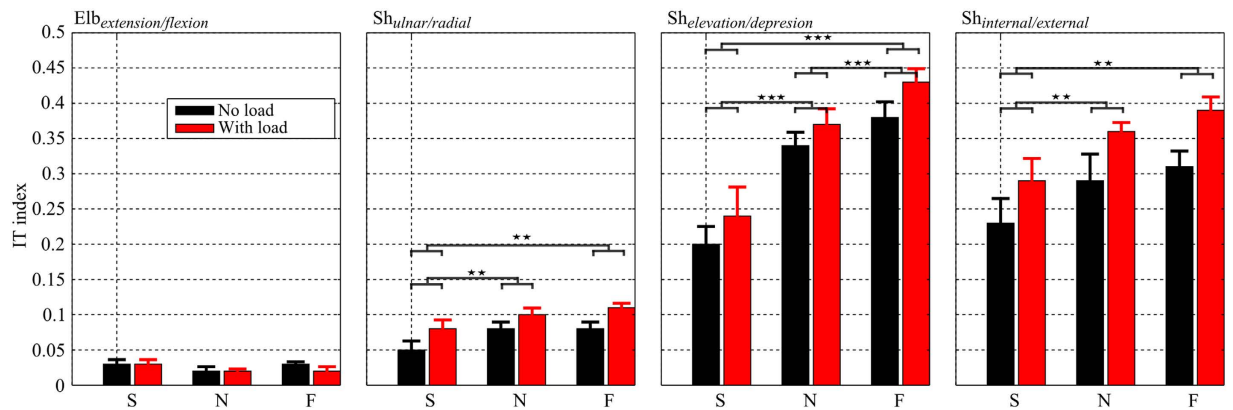 Elbextension/flexion
Shulnar/radial
Shelevation/depresion
Shinternal/external
IT index
0.5
0.45
0.4
0.35
0.3
0.25
0.2
0.15
0.1
0.05
0
No load
With load
★★
★★
★★★
★★★
★★★
★★
★★
S N F
S N F
S N F
S N F